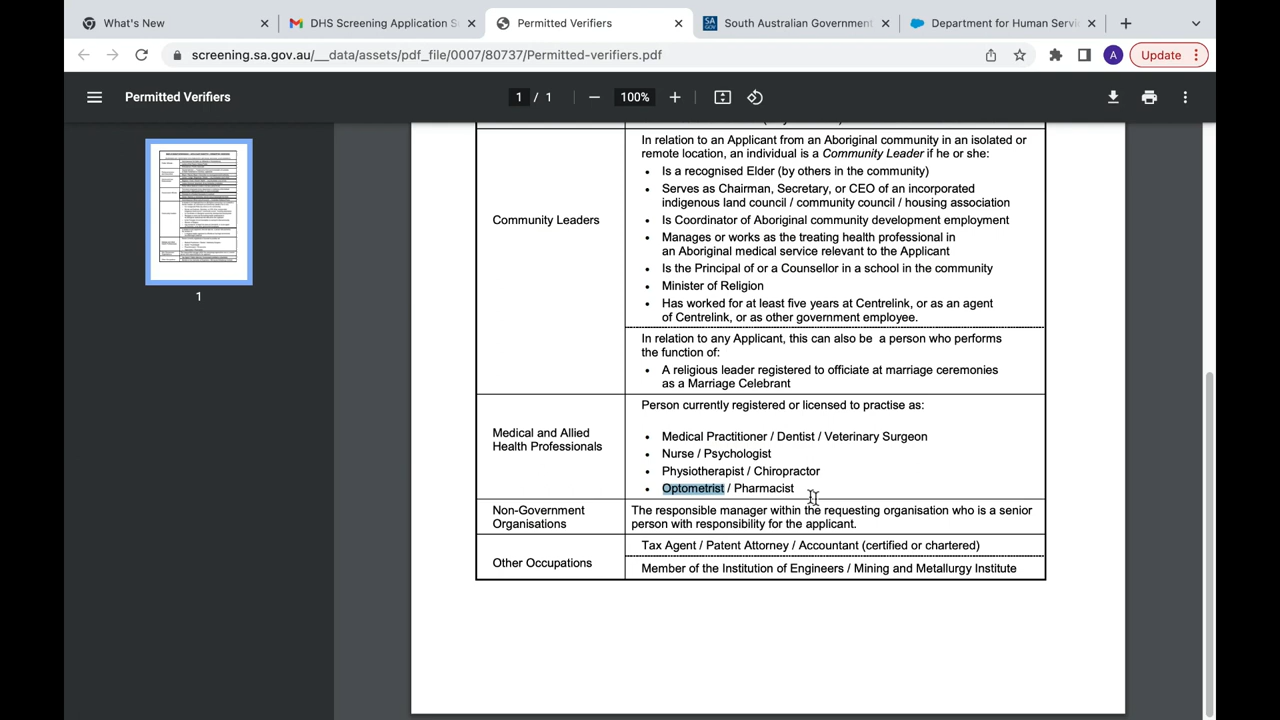 What's New
DHS Screening Application S
Permitted Verifiers
South Australian Government
Department for Human Servi
screening.sa.gov.au/__data/assets/pdf_file/0007/80737/Permitted-verifiers.pdf
A
Update
Permitted Verifiers
1 / 1
100%
1
Community Leaders
In relation to an Applicant from an Aboriginal community in an isolated or
remote location, an individual is a Community Leader if he or she:
• Is a recognised Elder (by others in the community)
• Serves as Chairman, Secretary, or CEO of an incorporated
indigenous land council / community council / housing association
• Is Coordinator of Aboriginal community development employment
• Manages or works as the treating health professional in
an Aboriginal medical service relevant to the Applicant
• Is the Principal of or a Counsellor in a school in the community
• Minister of Religion
• Has worked for at least five years at Centrelink, or as an agent
of Centrelink, or as other government employee.
In relation to any Applicant, this can also be a person who performs
the function of:
• A religious leader registered to officiate at marriage ceremonies
as a Marriage Celebrant
Medical and Allied
Health Professionals
Person currently registered or licensed to practise as:
• Medical Practitioner / Dentist / Veterinary Surgeon
• Nurse / Psychologist
• Physiotherapist / Chiropractor
• Optometrist / Pharmacist
Non-Government
Organisations
The responsible manager within the requesting organisation who is a senior
person with responsibility for the applicant.
Other Occupations
Tax Agent / Patent Attorney / Accountant (certified or chartered)
Member of the Institution of Engineers / Mining and Metallurgy Institute